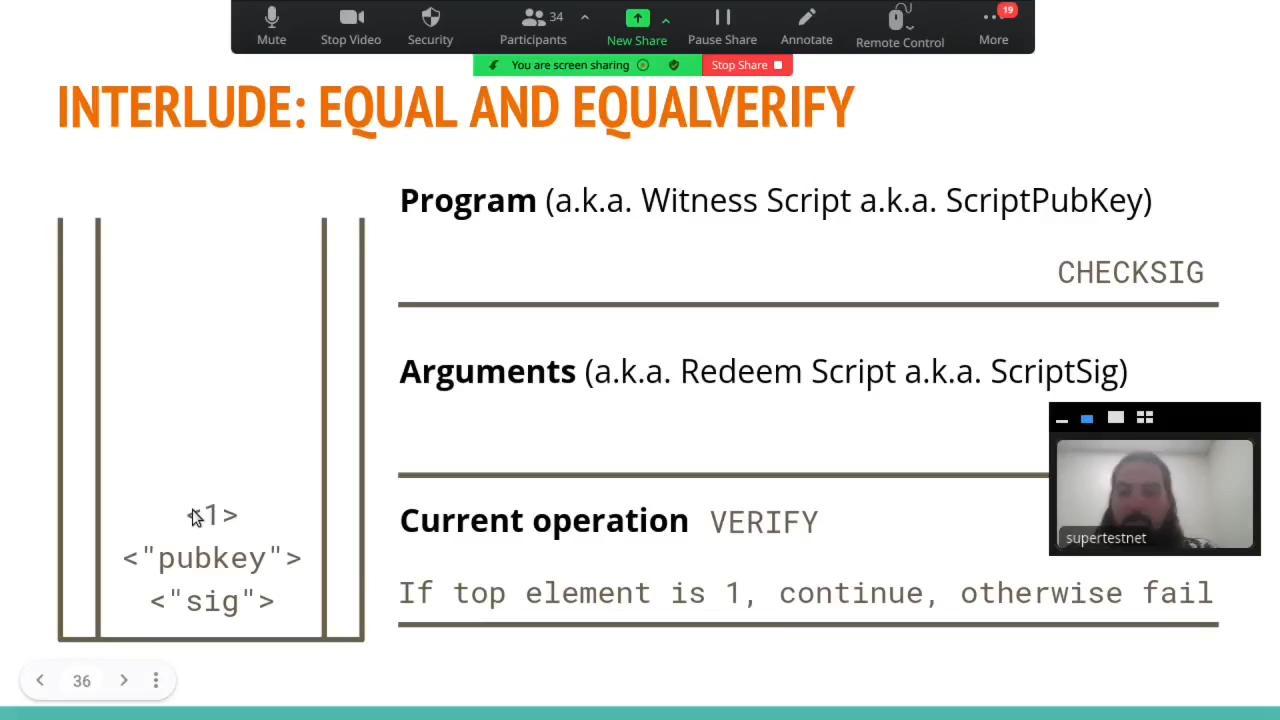 34
19
Mute
Stop Video
Security
Participants
New Share
Pause Share
Annotate
Remote Control
More
You are screen sharing
Stop Share
INTERLUDE: EQUAL AND EQUALVERIFY
Program (a.k.a. Witness Script a.k.a. ScriptPubKey)
CHECKSIG
Arguments (a.k.a. Redeem Script a.k.a. ScriptSig)
<1>
<"pubkey">
<"sig">
Current operation VERIFY
If top element is 1, continue, otherwise fail
supertestnet
36